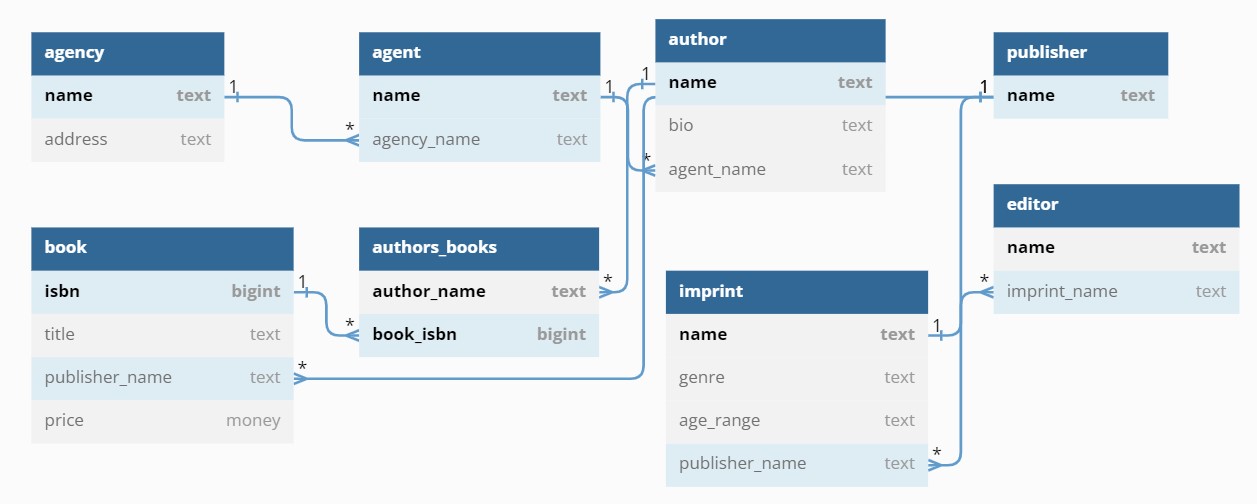 agency
name text
address text
agent
name text
agency_name text
author
name text
bio text
agent_name text
publisher
name text
book
isbn bigint
title text
publisher_name text
price money
authors_books
author_name text
book_isbn bigint
imprint
name text
genre text
age_range text
publisher_name text
editor
name text
imprint_name text
1
*
1
*
1
*
1
*
1
*
1
*
*